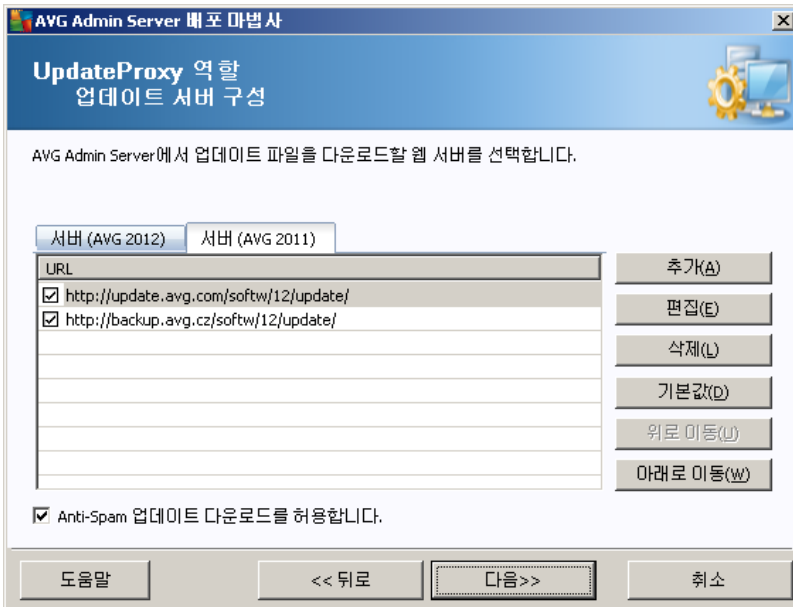 AVG Admin Server 배포 마법사
UpdateProxy 역할
업데이트 서버 구성
AVG Admin Server에서 업데이트 파일을 다운로드할 웹 서버를 선택합니다.
서버 (AVG 2012)
서버 (AVG 2011)
URL
http://update.avg.com/softw/12/update/
http://backup.avg.cz/softw/12/update/
추가(A)
편집(E)
삭제(L)
기본값(D)
위로 이동(U)
아래로 이동(W)
Anti-Spam 업데이트 다운로드를 허용합니다.
도움말
<< 뒤로
다음>>
취소